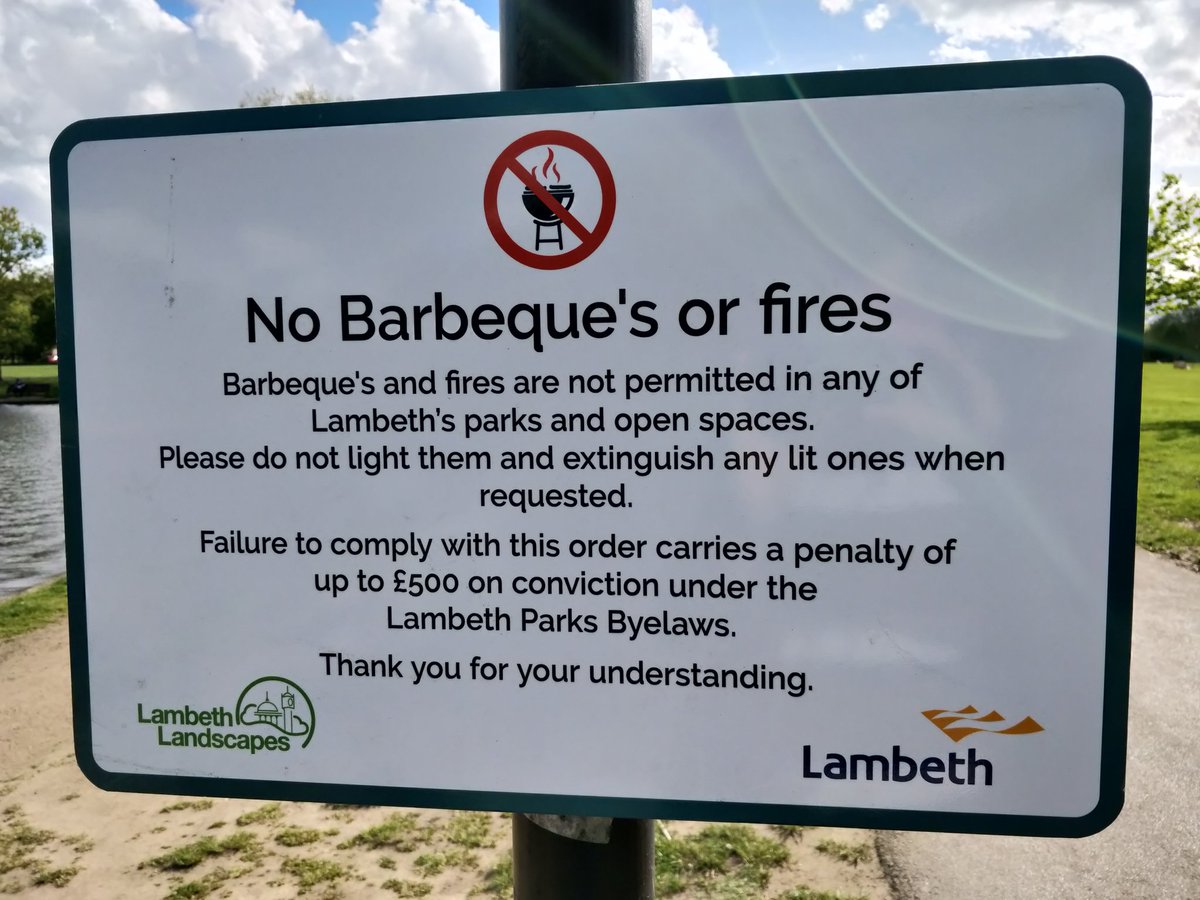 No Barbeque's or fires
Barbeque's and fires are not permitted in any of
Lambeth’s parks and open spaces.
Please do not light them and extinguish any lit ones when
requested.
Failure to comply with this order carries a penalty of
up to £500 on conviction under the
Lambeth Parks Byelaws.
Thank you for your understanding.
Lambeth
Landscapes
Lambeth